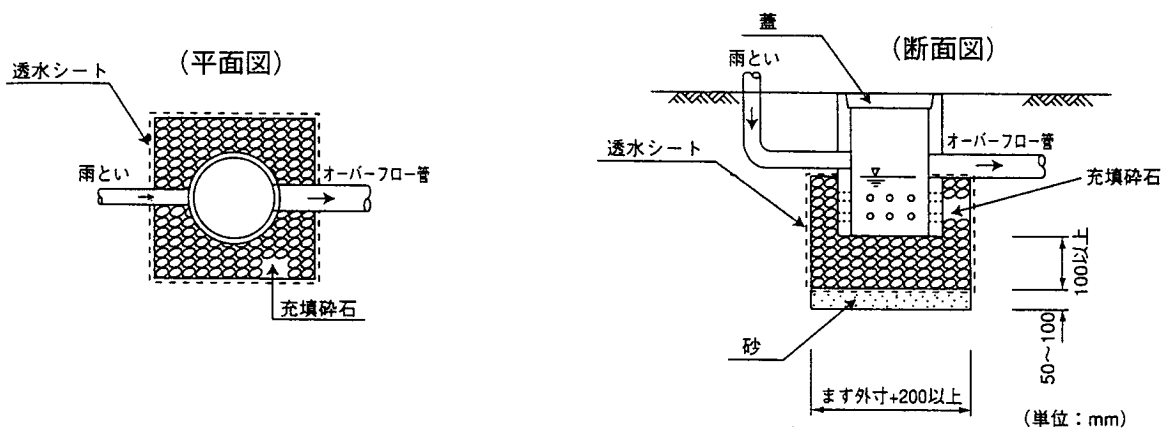 （平面図）
透水シート
雨とい
オーバーフロー管
充填砕石
（断面図）
蓋
雨とい
オーバーフロー管
透水シート
充填砕石
100以上
50～100
砂
ます外寸+200以上
（単位：mm）